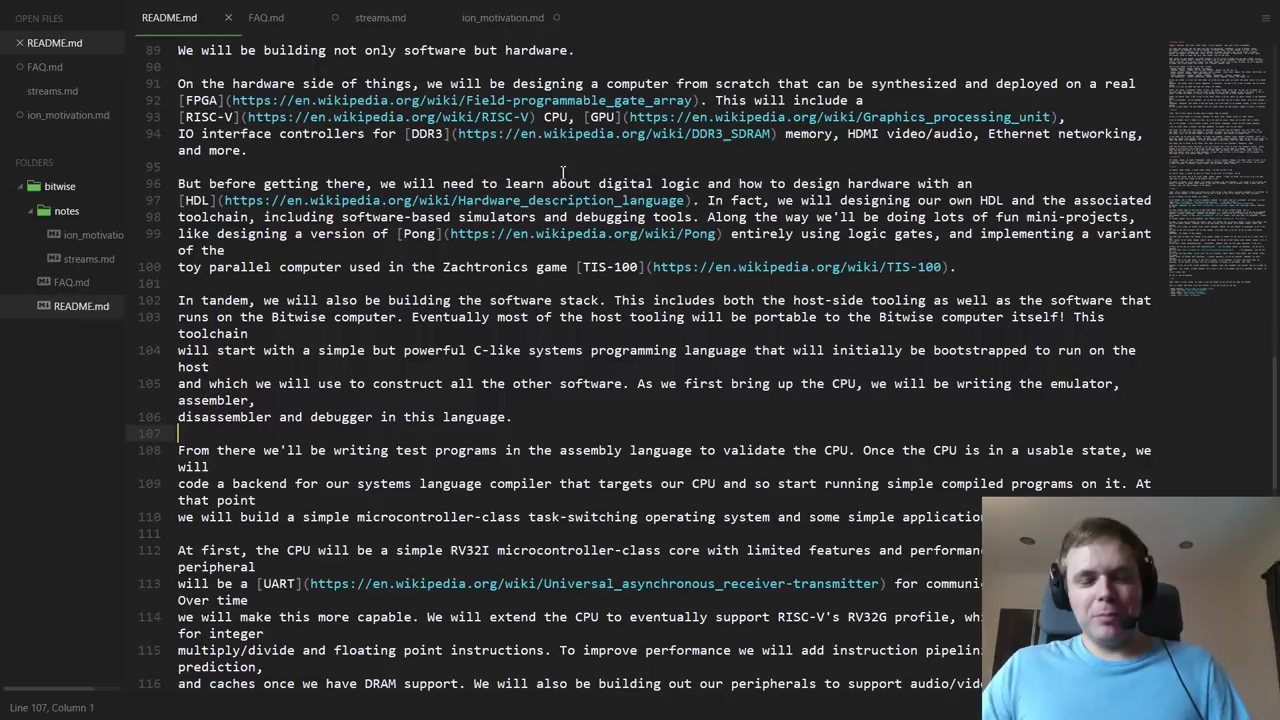 OPEN FILES
README.md
FAQ.md
streams.md
ion_motivation.md
FOLDERS
bitwise
notes
ion_motivatio
streams.md
FAQ.md
README.md
README.md
FAQ.md
streams.md
ion_motivation.md
89 We will be building not only software but hardware.
90
91 On the hardware side of things, we will be designing a computer that could be synthesized and deployed on a real
92 [FPGA](https://en.wikipedia.org/wiki/Field-programmable_gate_array). This will include a
93 [RISC-V](https://en.wikipedia.org/wiki/RISC-V) CPU, [GPU](https://en.wikipedia.org/wiki/Graphics_processing_unit),
94 IO interface controllers for [DDR3](https://en.wikipedia.org/wiki/DDR3_SDRAM) memory, HDMI video/audio, Ethernet networking,
and more.
95
96 But before getting there, we will need to learn about digital logic and how to design hardware with an
97 [HDL](https://en.wikipedia.org/wiki/Hardware_description_language). In fact, we'll design our own HDL and the associated
98 toolchain, including software-based simulation and debugging tools. Along the way we'll tackle some fun mini-projects,
99 like designing a version of [Pong](https://en.wikipedia.org/wiki/Pong) entirely with logic gates and implementing a variant
of the
100 toy parallel computer used in the Zachtronics game [TIS-100](https://en.wikipedia.org/wiki/TIS-100).
101
102 In tandem, we will also be building the software stack. This includes both the host-side tooling as well as the software that
103 runs on the Bitwise computer. Eventually most of the host tooling will be portable to the Bitwise computer itself! This
toolchain
104 will start with a simple but powerful C-like systems programming language that will initially be bootstrapped to run on the
host
105 and which we will use to construct all the other software. As we first bring up the CPU, we will be writing the emulator,
assembler,
106 disassembler and debugger in this language.
107
108 From there we'll be writing test programs in the assembly language to validate the CPU. Once the CPU is in a usable state, we
will
109 code a backend for our systems language compiler that targets our CPU and so start running simple compiled programs on it. At
that point
110 we will build a simple microcontroller-class task-switching operating system and some simple application
111
112 At first, the CPU will be a simple RV32I microcontroller-class core with limited features and performanc
peripheral
113 will be a [UART](https://en.wikipedia.org/wiki/Universal_asynchronous_receiver-transmitter) for communi
Over time
114 we will make this more capable. We will extend the CPU to eventually support RISC-V's RV32G profile, wh
for integer
115 multiply/divide and floating point instructions. To improve performance we will add instruction pipelini
prediction,
116 and caches once we have DRAM support. We will also be building out our peripherals to support audio/vide
Line 107, Column 1